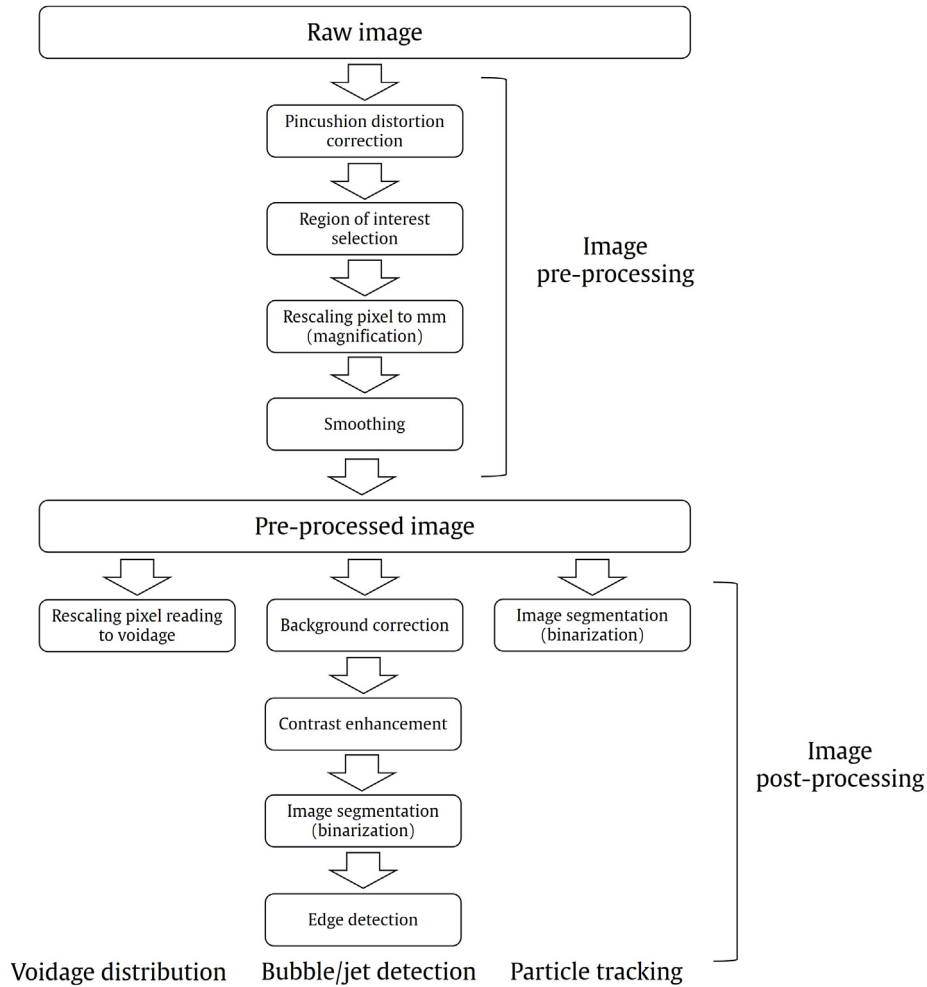 Raw image
Pincushion distortion
correction
Region of interest
selection
Rescaling pixel to mm
(magnification)
Smoothing
Image
pre-processing
Pre-processed image
Rescaling pixel reading
to voidage
Background correction
Image segmentation
(binarization)
Contrast enhancement
Image segmentation
(binarization)
Edge detection
Image
post-processing
Voidage distribution
Bubble/jet detection
Particle tracking